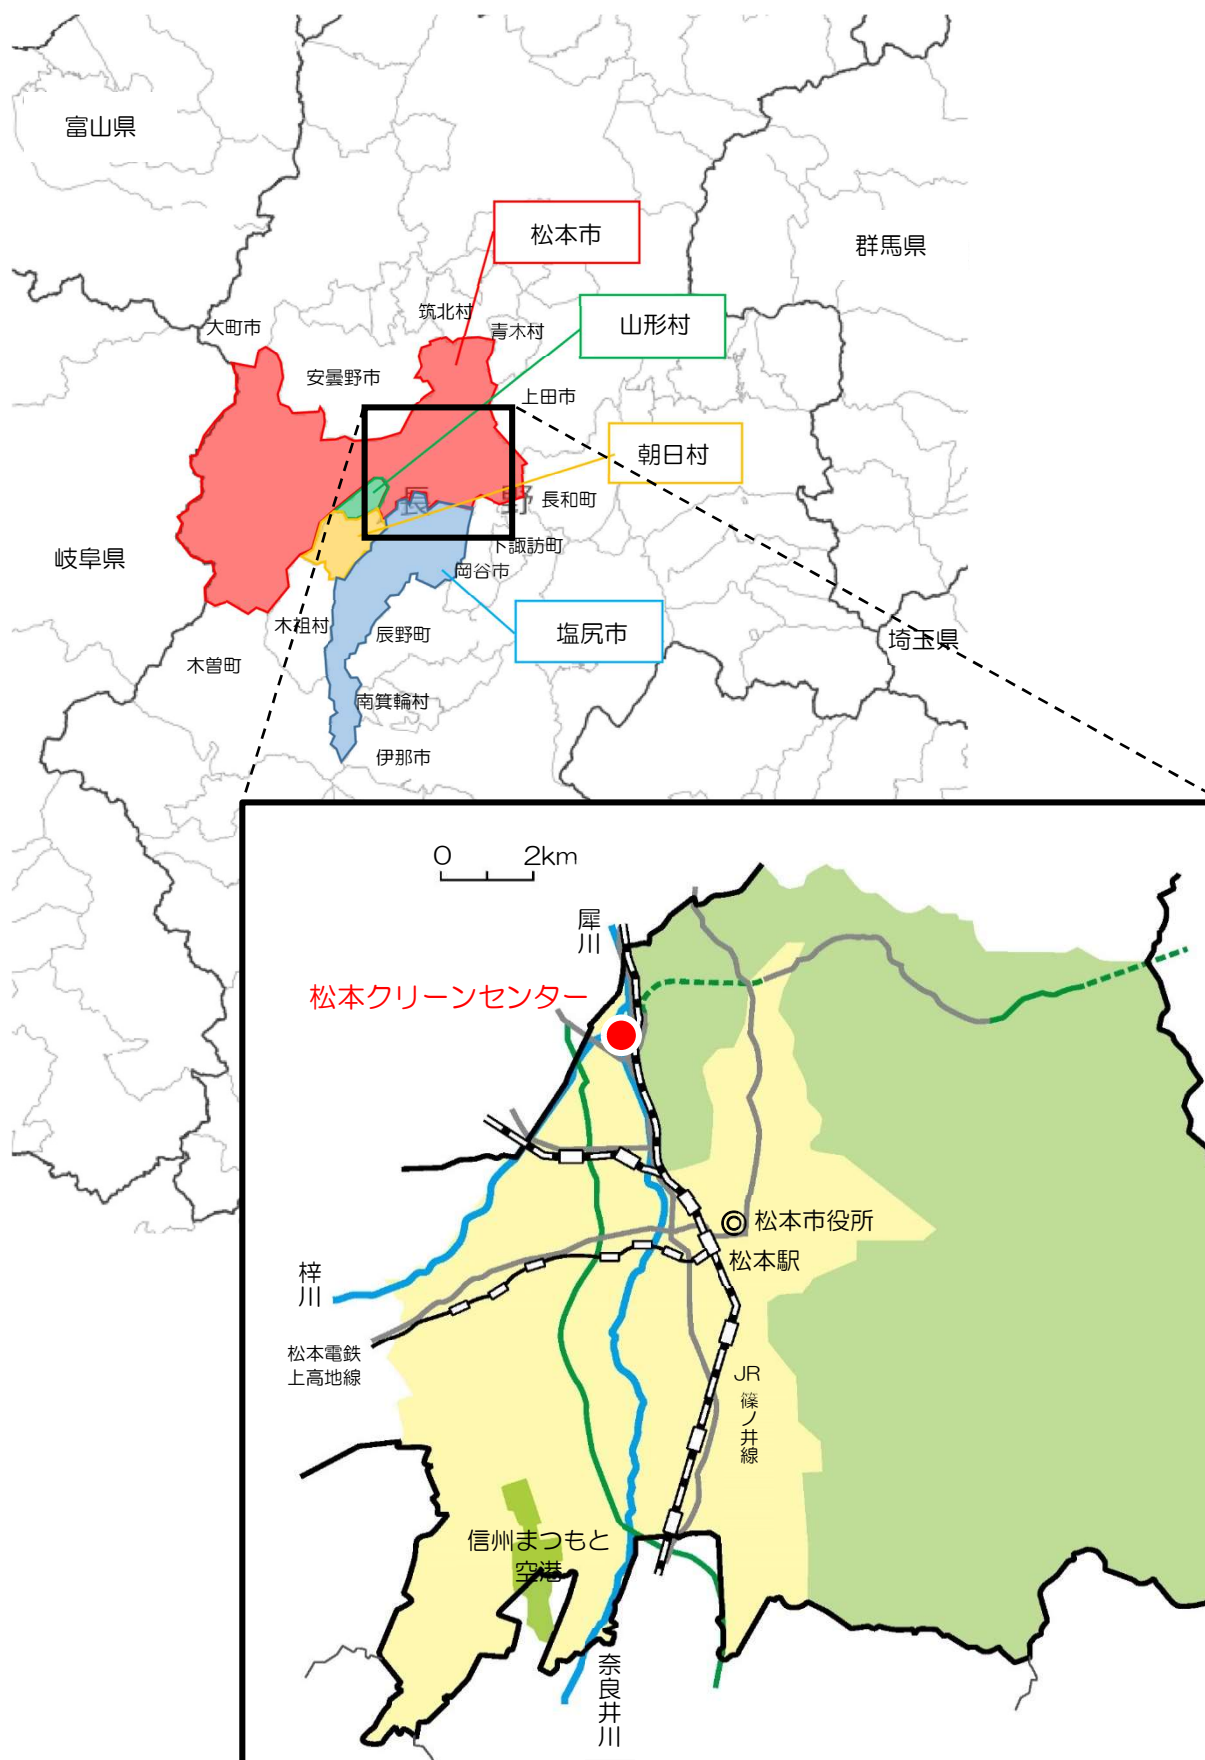 富山県
松本市
群馬県
筑北村
山形村
大町市
青木村
安曇野市
上田市
朝日村
長
野
長和町
下諏訪町
岐阜県
岡谷市
木祖村
辰野町
塩尻市
埼玉県
木曽町
南箕輪村
伊那市
0 2km
犀川
松本クリーンセンター
松本市役所
松本駅
梓川
松本電鉄
上高地線
JR
篠ノ井線
信州まつもと
空港
奈良井川